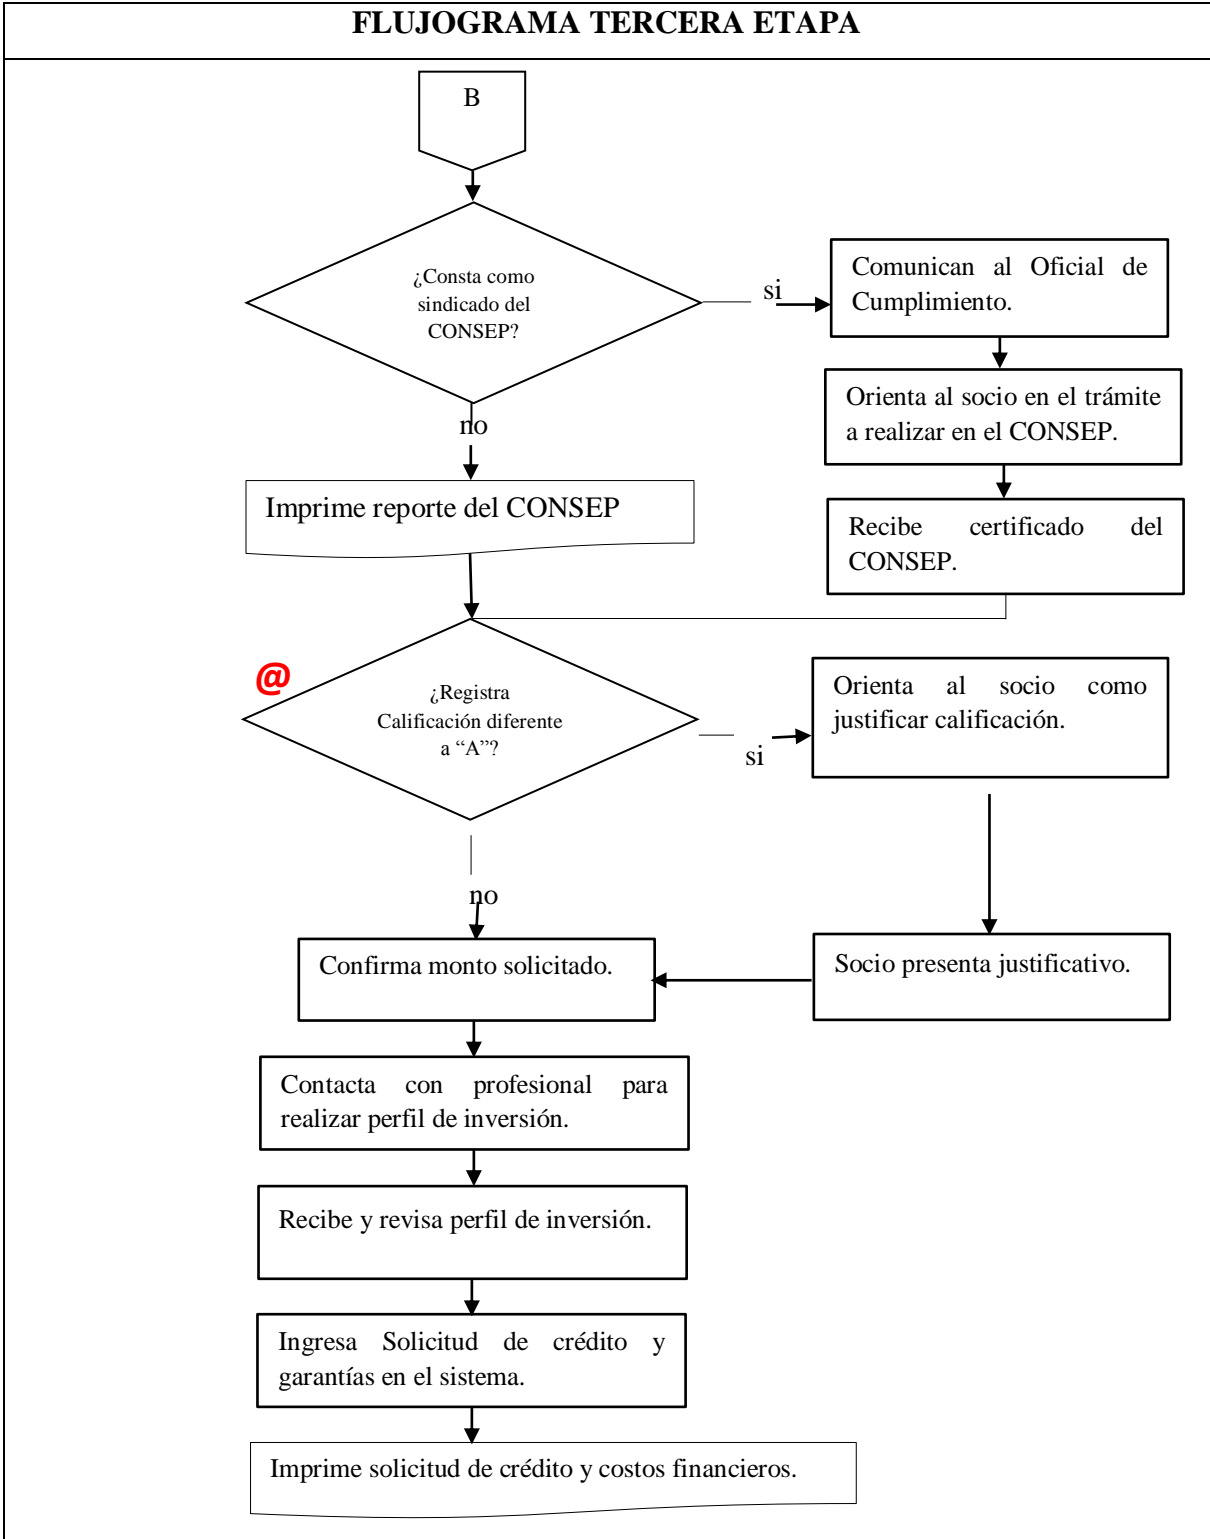 FLUJOGRAMA TERCERA ETAPA
B
¿Consta como
sindicado del
CONSEP?
si
Comunican al Oficial de
Cumplimiento.
Orienta al socio en el trámite
a realizar en el CONSEP.
no
Imprime reporte del CONSEP
Recibe certificado del
CONSEP.
@
¿Registra
Calificación diferente
a “A”?
si
Orienta al socio como
justificar calificación.
no
Confirma monto solicitado.
Socio presenta justificativo.
Contacta con profesional para
realizar perfil de inversión.
Recibe y revisa perfil de inversión.
Ingresa Solicitud de crédito y
garantías en el sistema.
Imprime solicitud de crédito y costos financieros.